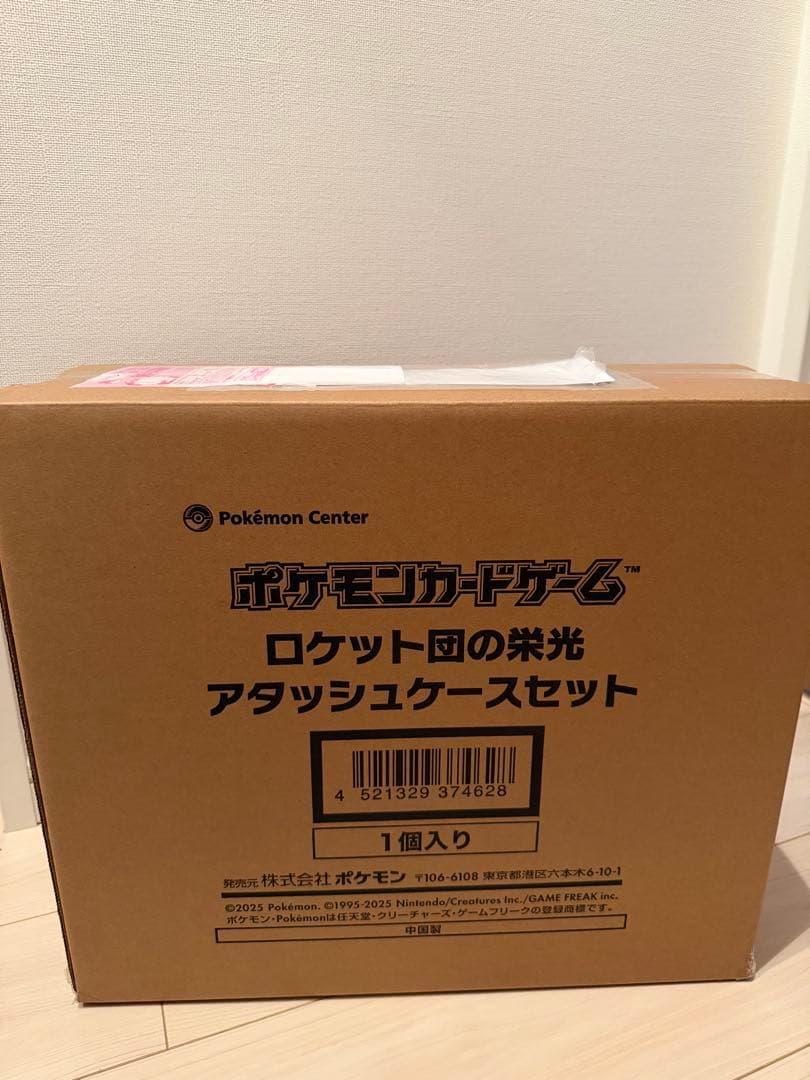 Pokémon Center
ポケモンカードゲーム™
ロケット団の栄光
アタッシュケースセット
4 521329 374628
1個入り
発売元 株式会社 ポケモン 〒106-6108 東京都港区六本木6-10-1
©2025 Pokémon. ©1995-2025 Nintendo/Creatures Inc./GAME FREAK inc.
ポケモン・Pokémonは任天堂・クリーチャーズ・ゲームフリークの登録商標です。
中国製